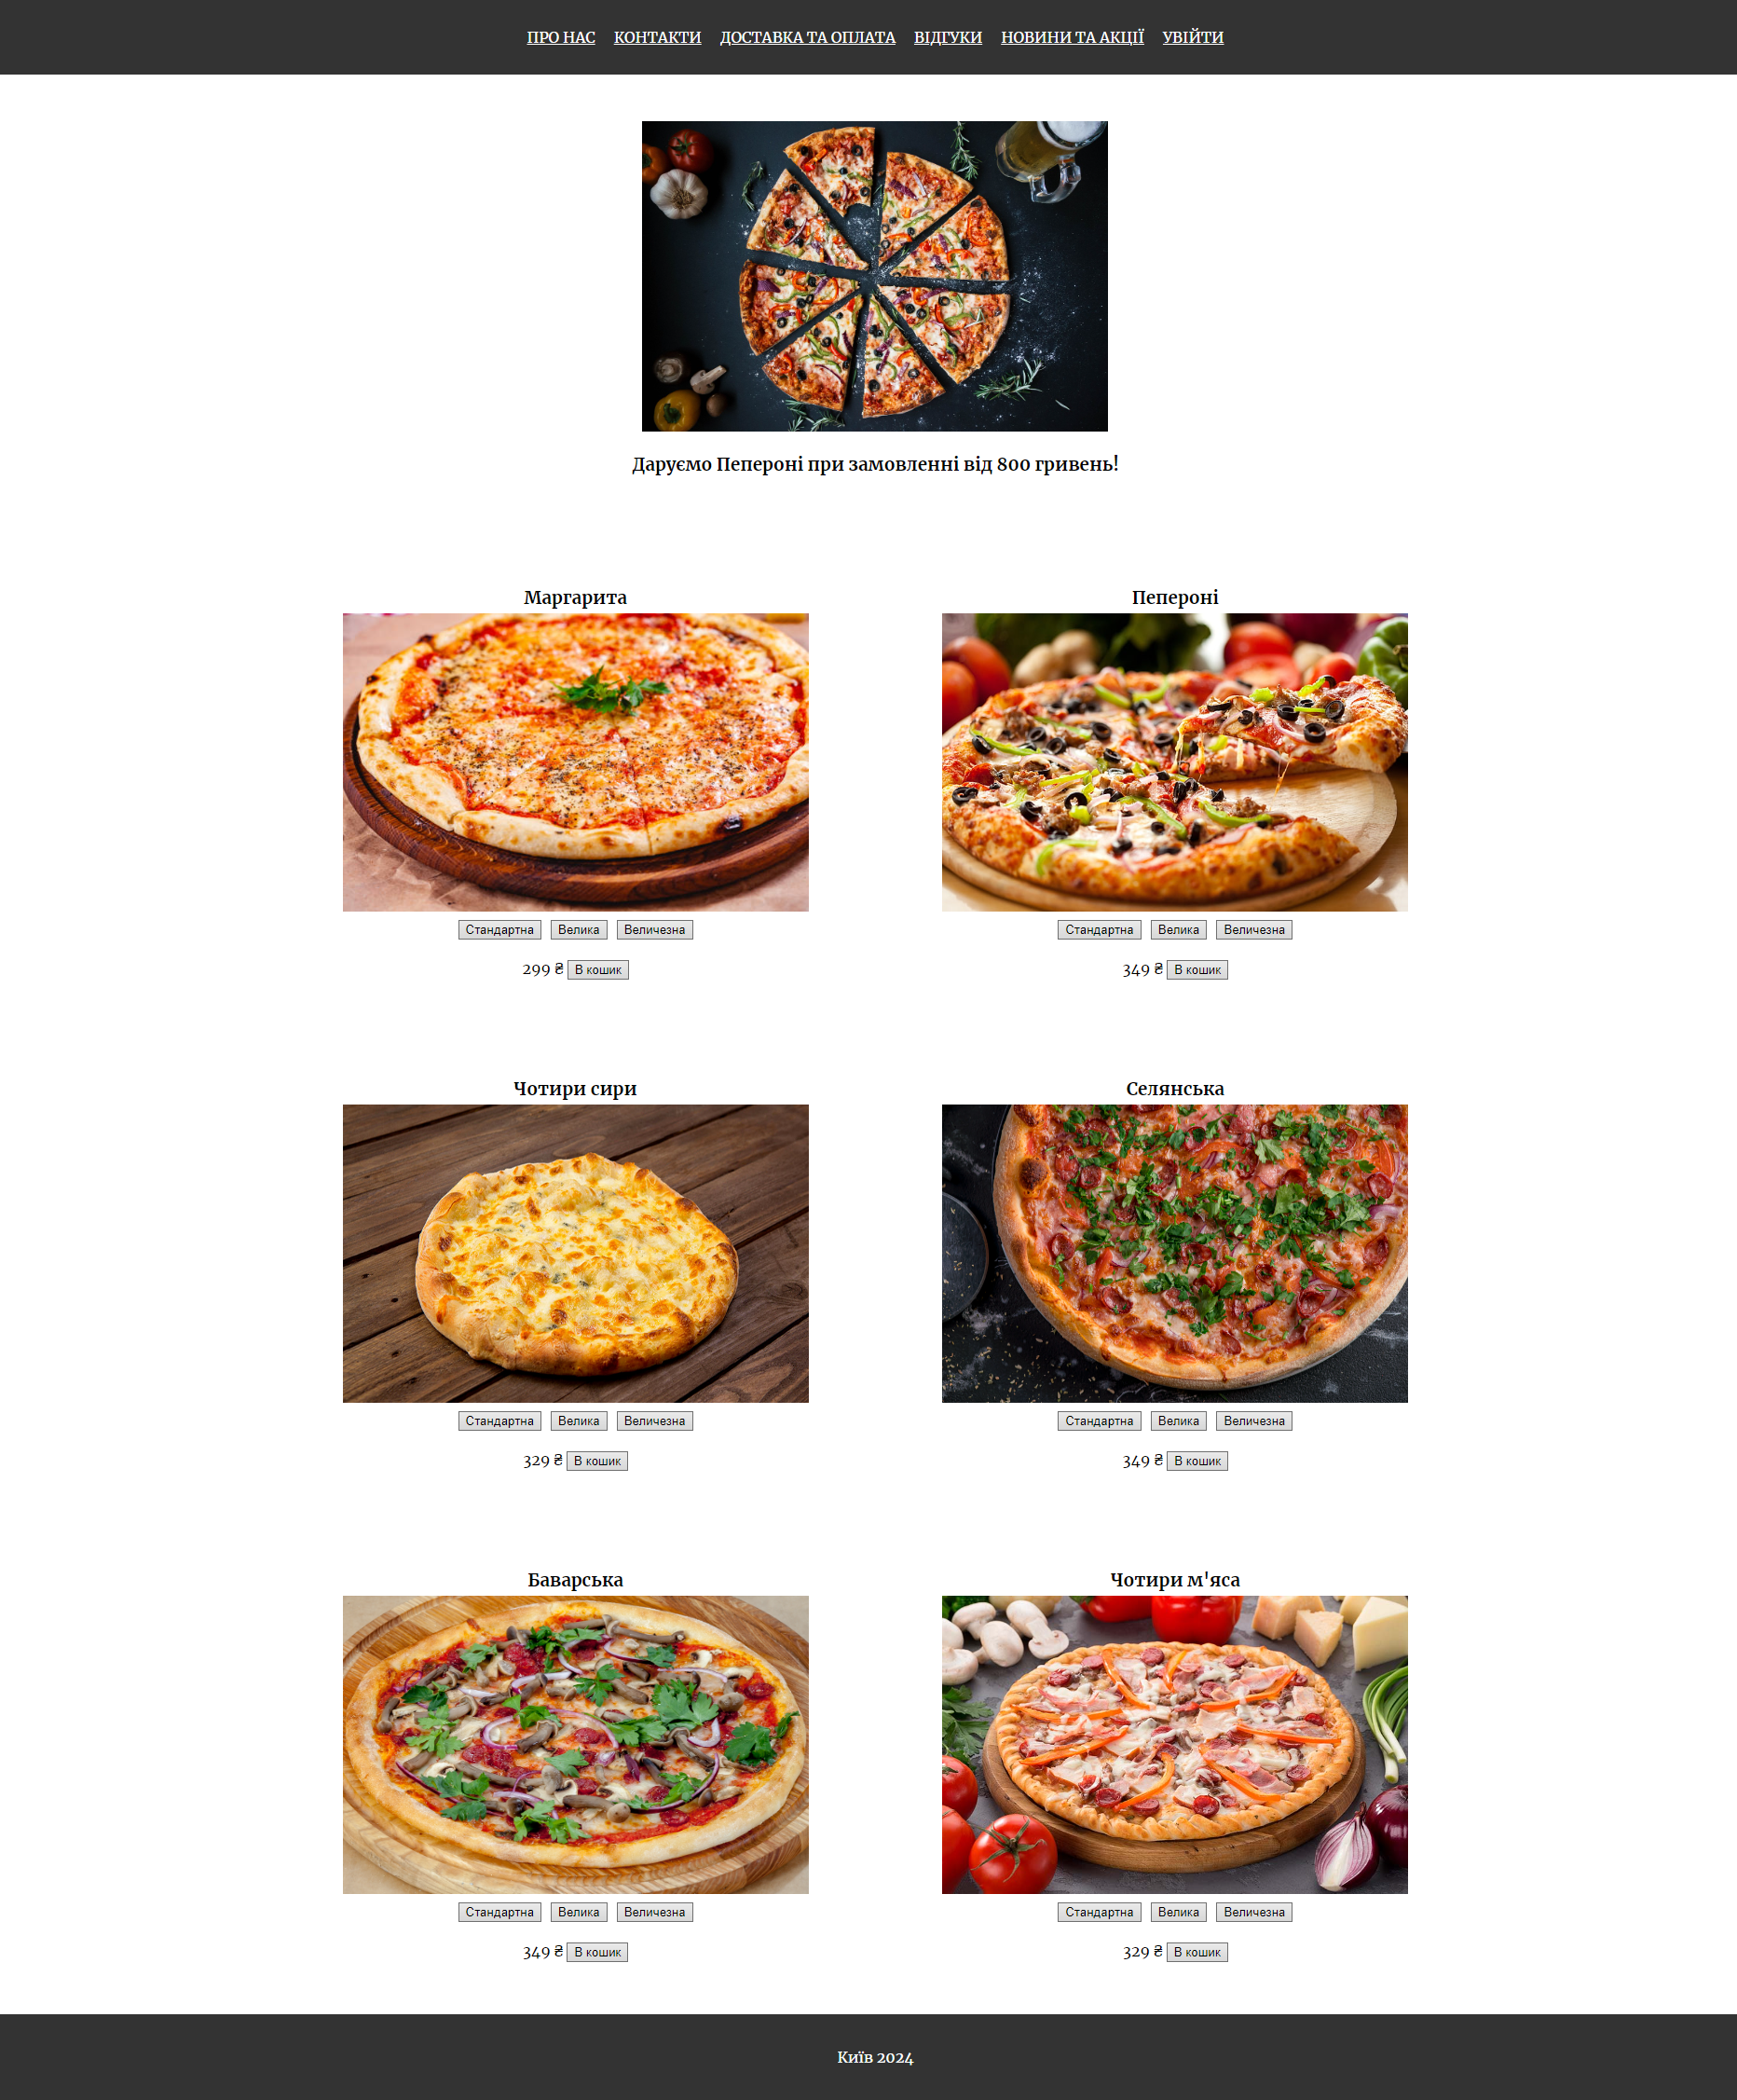 ПРО НАС КОНТАКТИ ДОСТАВКА ТА ОПЛАТА ВІДГУКИ НОВИНИ ТА АКЦІЇ УВІЙТИ
Даруємо Пепероні при замовленні від 800 гривень!
Маргарита
Стандартна Велика Величезна
299 ₴ В кошик
Пепероні
Стандартна Велика Величезна
349 ₴ В кошик
Чотири сири
Стандартна Велика Величезна
329 ₴ В кошик
Селянська
Стандартна Велика Величезна
349 ₴ В кошик
Баварська
Стандартна Велика Величезна
349 ₴ В кошик
Чотири м'яса
Стандартна Велика Величезна
329 ₴ В кошик
Київ 2024